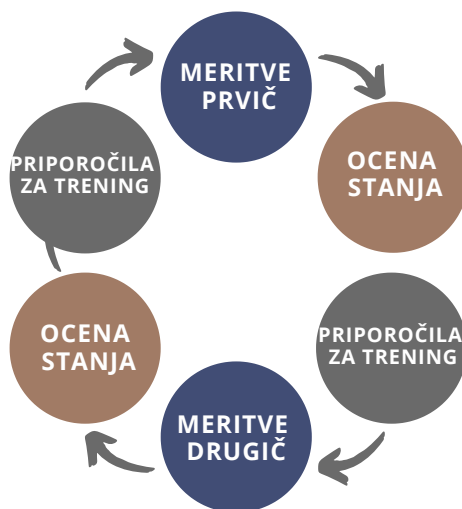 MERITVE
PRVIČ
OCENA
STANJA
PRIPOROČILA
ZA TRENING
MERITVE
DRUGIČ
OCENA
STANJA
PRIPOROČILA
ZA TRENING